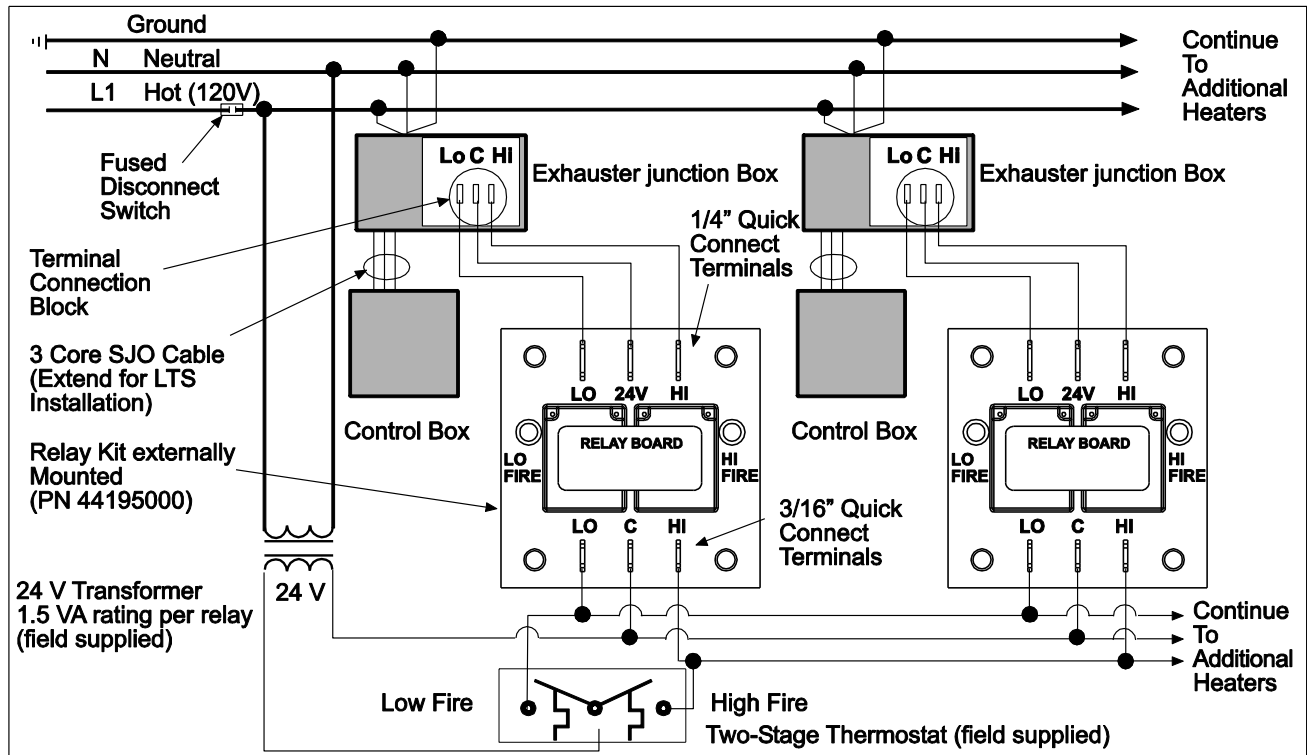 Ground
N Neutral
L1 Hot (120V)
Continue
To
Additional
Heaters
Fused
Disconnect
Switch
Lo C HI
Exhauster junction Box
Lo C HI
Exhauster junction Box
1/4” Quick
Connect
Terminals
Terminal
Connection
Block
3 Core SJO Cable
(Extend for LTS
Installation)
Control Box
Control Box
LO 24V HI
RELAY BOARD
LO
FIRE
HI
FIRE
LO C HI
LO 24V HI
RELAY BOARD
LO
FIRE
HI
FIRE
LO C HI
Relay Kit externally
Mounted
(PN 44195000)
3/16” Quick
Connect
Terminals
24 V Transformer
1.5 VA rating per relay
(field supplied)
24 V
Continue
To
Additional
Heaters
Low Fire
High Fire
Two-Stage Thermostat (field supplied)